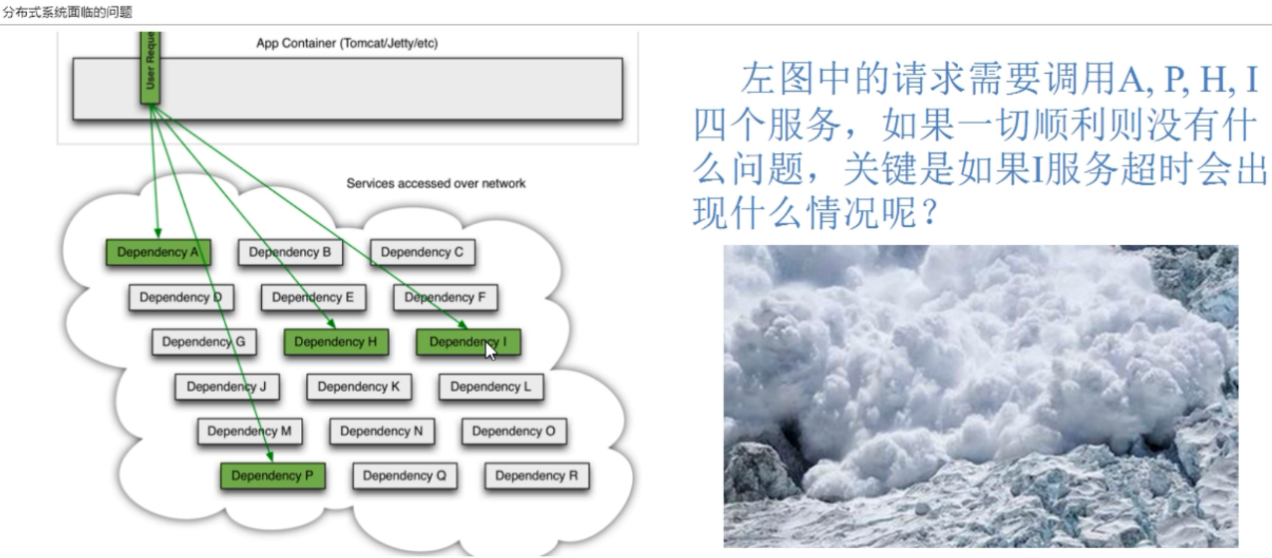 分布式系统面临的问题
App Container (Tomcat/Jetty/etc)
User Reque
Services accessed over network
Dependency A
Dependency B
Dependency C
Dependency D
Dependency E
Dependency F
Dependency G
Dependency H
Dependency I
Dependency J
Dependency K
Dependency L
Dependency M
Dependency N
Dependency O
Dependency P
Dependency Q
Dependency R
左图中的请求需要调用A, P, H, I
四个服务，如果一切顺利则没有什
么问题，关键是如果I服务超时会出
现什么情况呢？